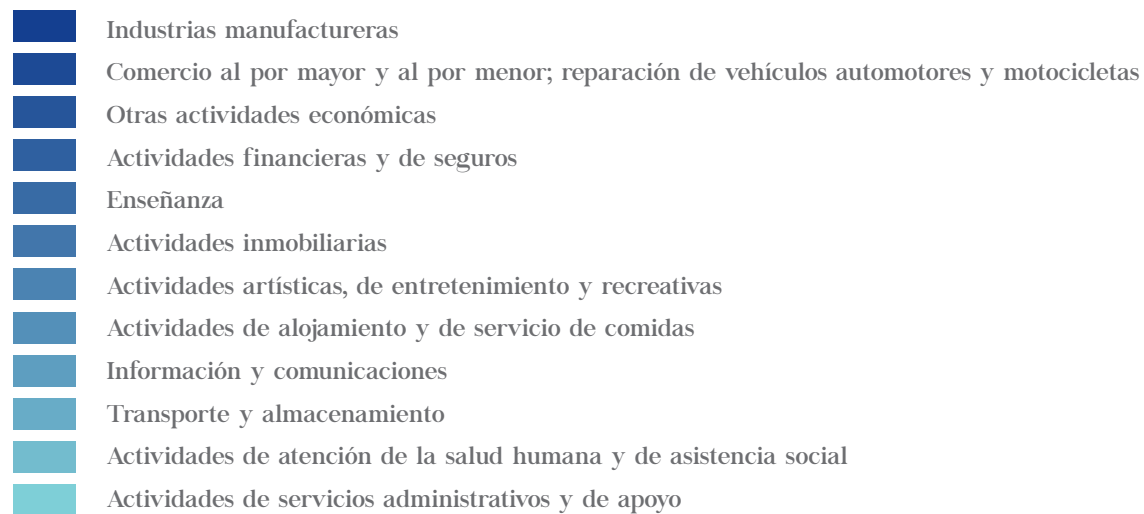 Industrias manufactureras
Comercio al por mayor y al por menor; reparación de vehículos automotores y motocicletas
Otras actividades económicas
Actividades financieras y de seguros
Enseñanza
Actividades inmobiliarias
Actividades artísticas, de entretenimiento y recreativas
Actividades de alojamiento y de servicio de comidas
Información y comunicaciones
Transporte y almacenamiento
Actividades de atención de la salud humana y de asistencia social
Actividades de servicios administrativos y de apoyo